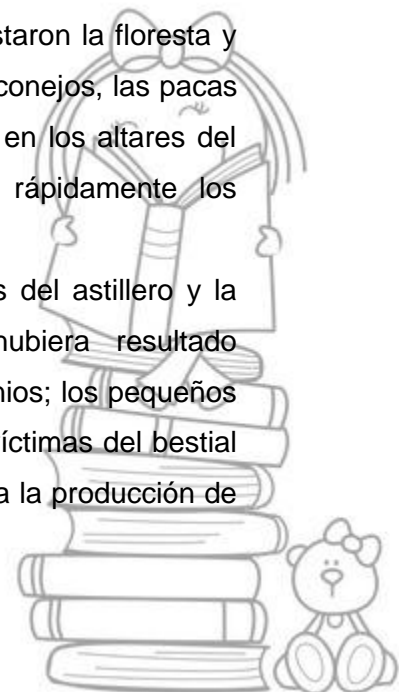 staron la floresta y
conejos, las pacas
en los altares del
rápidamente los
s del astillero y la
hubiera resultado
nios; los pequeños
íctimas del bestial
a la producción de